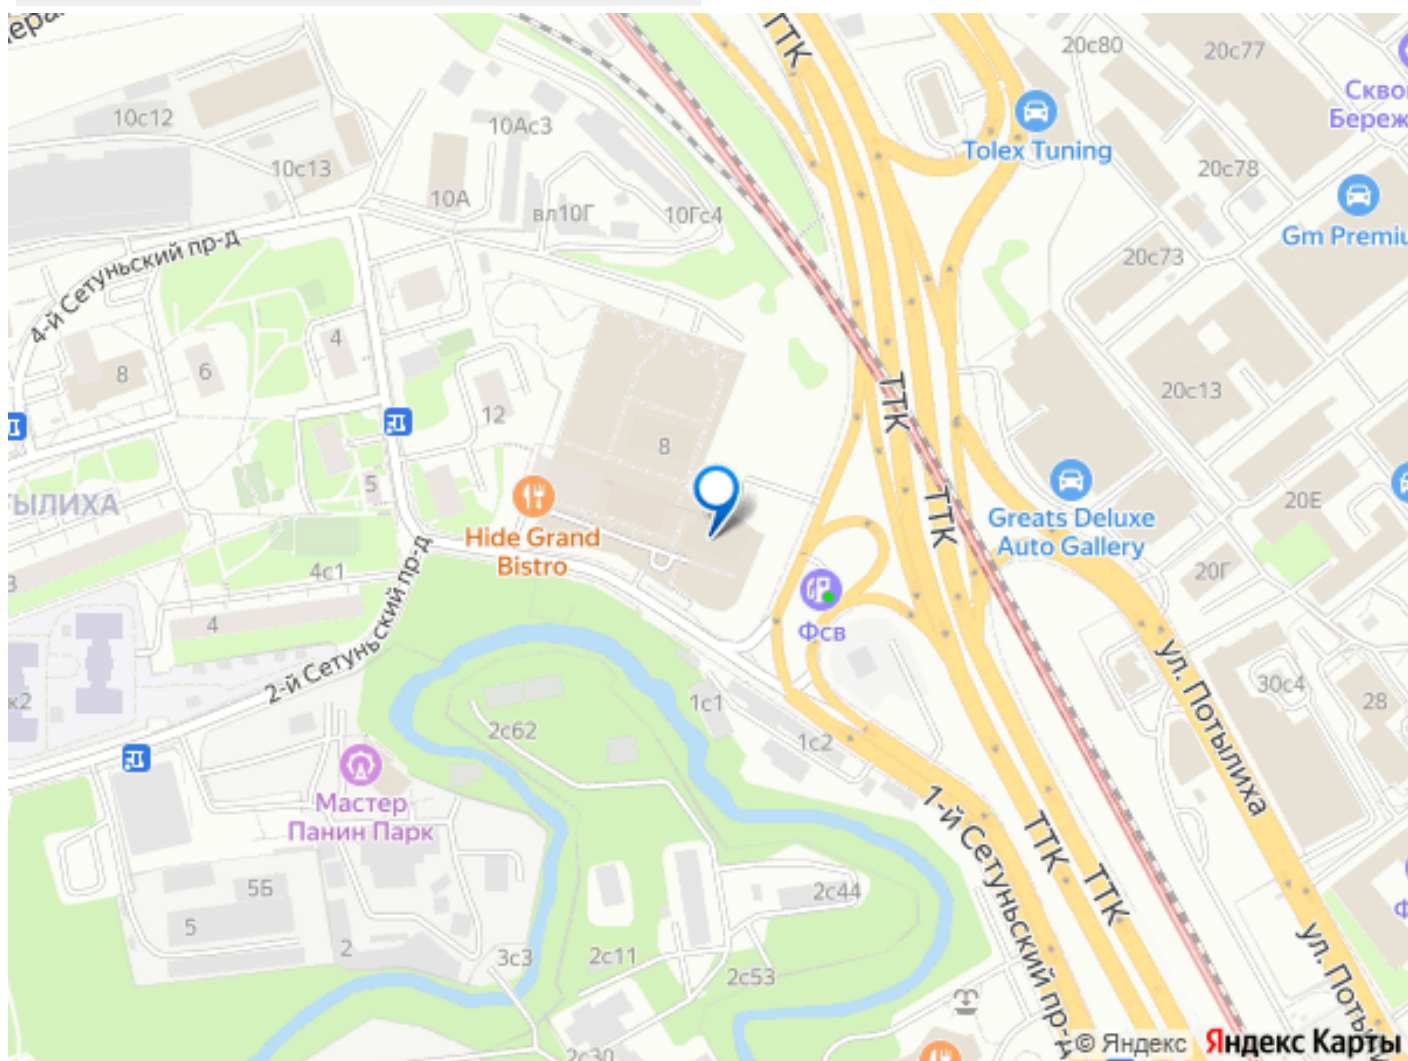 ТТК
20с80
20с77
10с12
10Ас3
Tolex Tuning
10с13
20с78
10А
вл10Г
10Гс4
Gm Premiu
4-й Сетуньский пр-д
20с73
4
8
6
ТТК
20с13
12
8
5
ТТК
20Е
ЫЛИХА
Hide Grand
Bistro
Greats Deluxe
Auto Gallery
4с1
20Г
4
Фсв
2-й Сетуньский пр-д
ул. Потылиха
30с4
28
к2
1с1
2с62
1с2
Мастер
Панин Парк
1-й Сетуньский пр-д
ТТК
ТТК
5Б
5
2
2с44
3с3
2с11
2с53
ул. Поты
2с30
© Яндекс Яндекс Карты